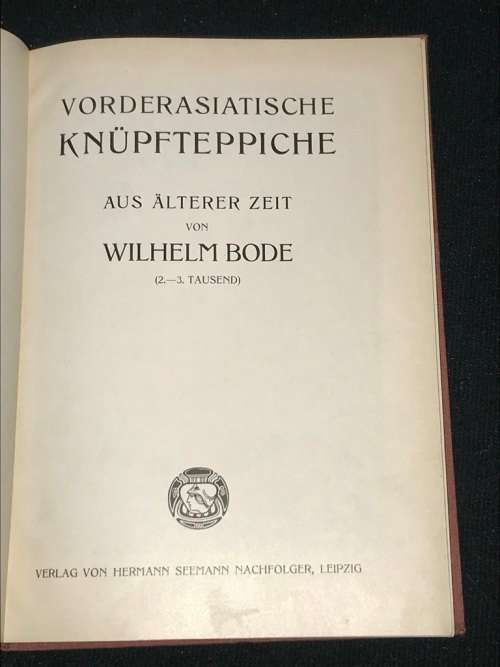 VORDERASIATISCHE
KNÜPFTEPPICHE
AUS ÄLTERER ZEIT
VON
WILHELM BODE
(2.—3. TAUSEND)
VERLAG VON HERMANN SEEMANN NACHFOLGER, LEIPZIG